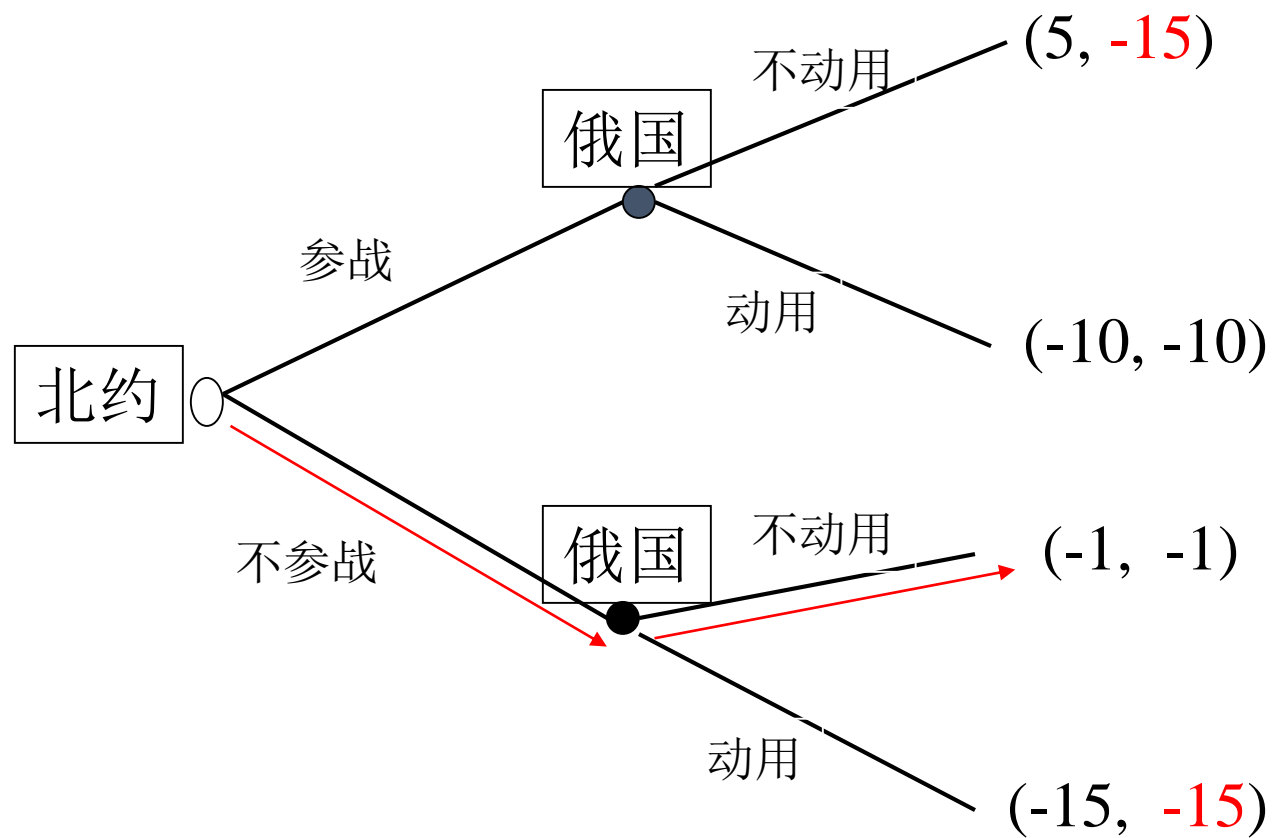 不动用
(5, -15)
俄国
参战
动用
(-10, -10)
北约
不参战
俄国
不动用
(-1, -1)
动用
(-15, -15)